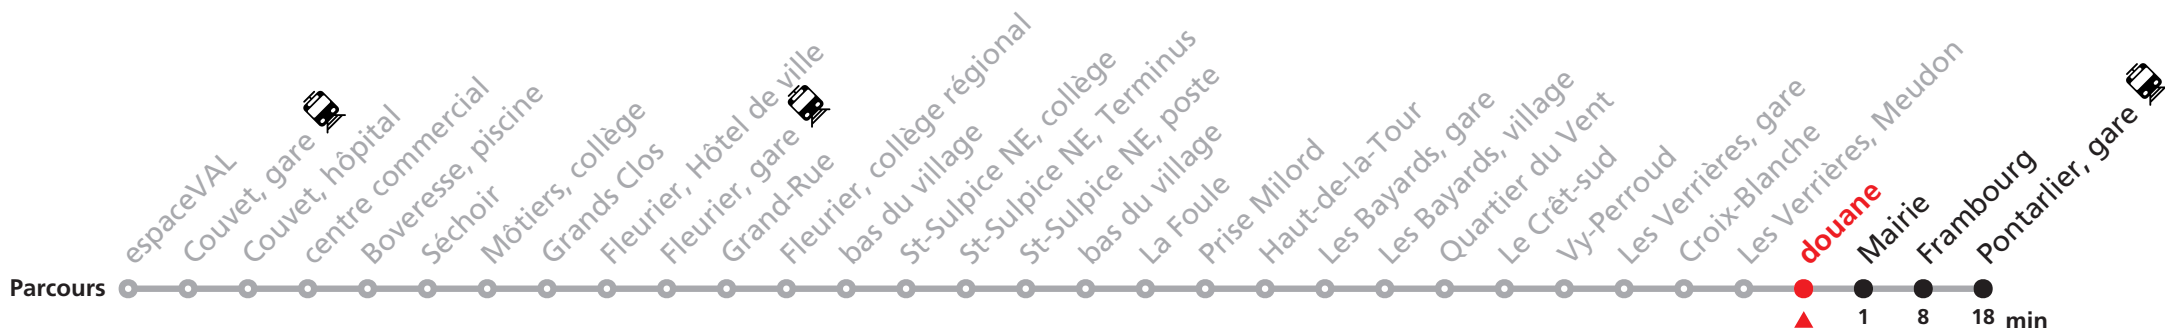 espaceVAL
Couvet, gare
Couvet, hôpital
centre commercial
Boveresse, piscine
Séchoir
Môtiers, collège
Grands Clos
Fleurier, Hôtel de ville
Fleurier, gare
Grand-Rue
Fleurier, collège régional
bas du village
St-Sulpice NE, collège
St-Sulpice NE, Terminus
St-Sulpice NE, poste
bas du village
La Foule
Prise Milord
Haut-de-la-Tour
Les Bayards, gare
Les Bayards, village
Quartier du Vent
Le Crêt-sud
Vy-Perroud
Les Verrières, gare
Croix-Blanche
Les Verrières, Meudon
douane
Mairie
Frambourg
Pontarlier, gare
Parcours
1 8 18 min